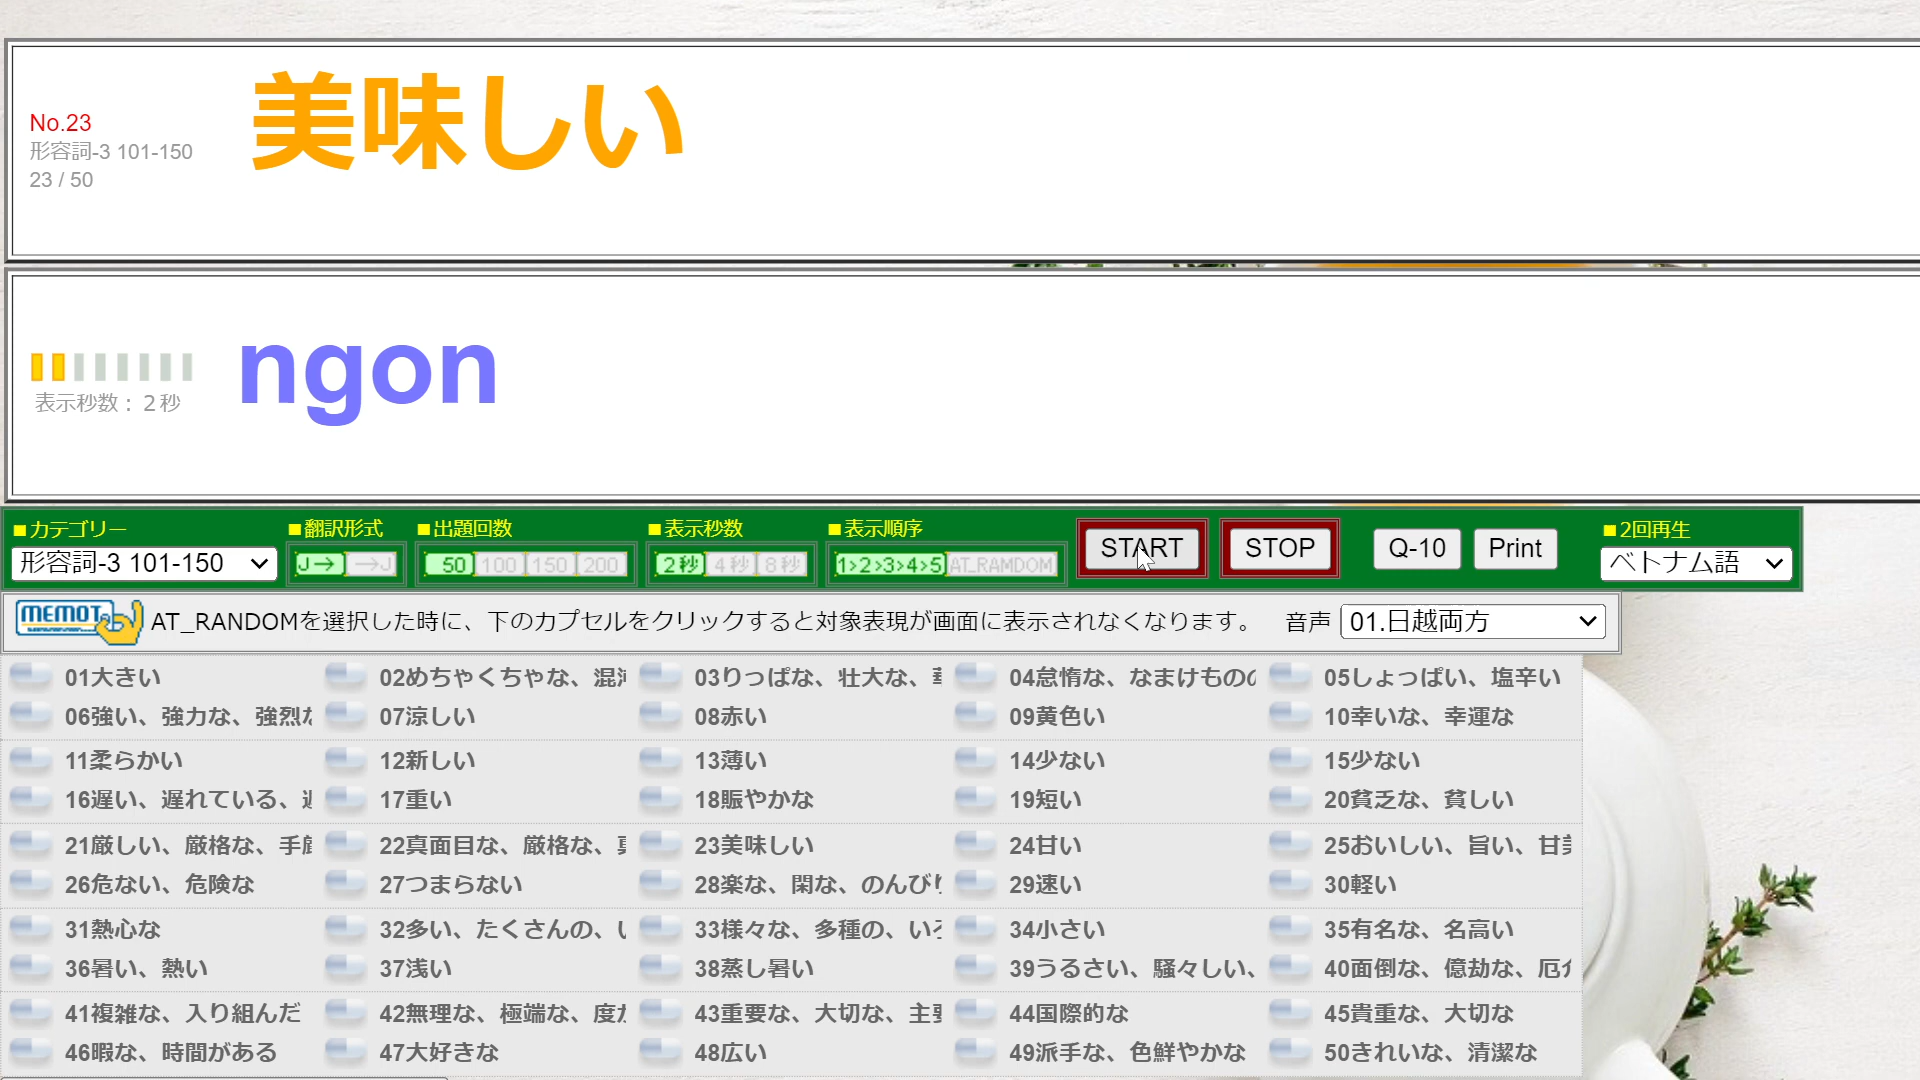 美味しい
No.23
形容詞-3 101-150
23 / 50
ngon
表示秒数：２秒
■カテゴリー ■翻訳形式 ■出題回数 ■表示秒数 ■表示順序 ■2回再生
形容詞-3 101-150 J→ →J 50 100 150 200 2秒 4秒 8秒 1>2>3>4>5 AT_RAMDOM START STOP Q-10 Print ベトナム語
MEMOT AT_RANDOMを選択した時に、下のカプセルをクリックすると対象表現が画面に表示されなくなります。 音声 01.日越両方
01大きい 02めちゃくちゃな、混 03りっぱな、壮大な、 04怠惰な、なまけもの 05しょっぱい、塩辛い
06強い、強力な、強烈 07涼しい 08赤い 09黄色い 10幸いな、幸運な
11柔らかい 12新しい 13薄い 14少ない 15少ない
16遅い、遅れている、 17重い 18賑やかな 19短い 20貧乏な、貧しい
21厳しい、厳格な、手 22真面目な、厳格な、 23美味しい 24甘い 25おいしい、旨い、甘
26危ない、危険な 27つまらない 28楽な、閑な、のんび 29速い 30軽い
31熱心な 32多い、たくさんの、 33様々な、多種の、い 34小さい 35有名な、名高い
36暑い、熱い 37浅い 38蒸し暑い 39うるさい、騒々しい、 40面倒な、億劫な、厄
41複雑な、入り組んだ 42無理な、極端な、度 43重要な、大切な、主 44国際的な 45貴重な、大切な
46暇な、時間がある 47大好きな 48広い 49派手な、色鮮やかな 50きれいな、清潔な